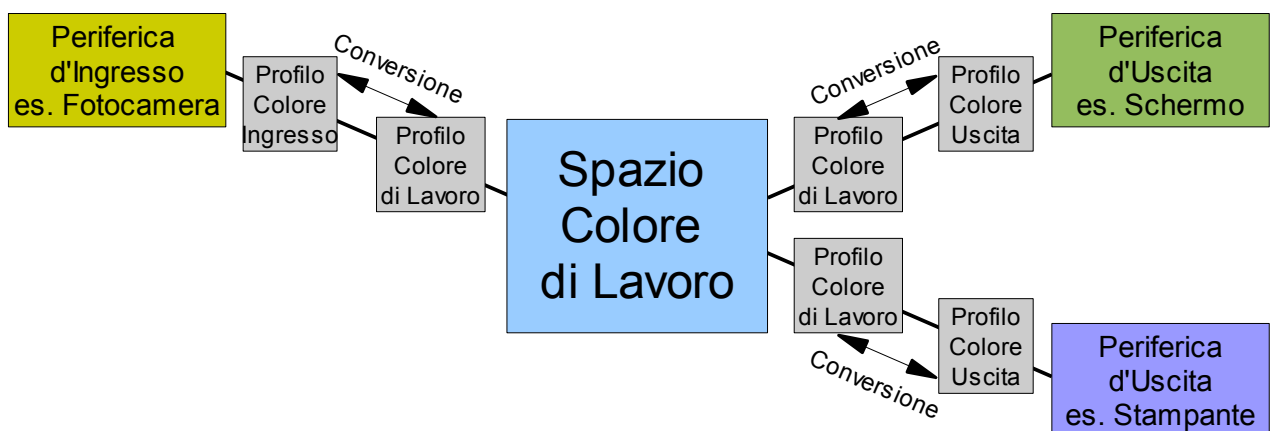 Periferica
d'Ingresso
es. Fotocamera
Profilo
Colore
Ingresso
Conversione
Profilo
Colore
di Lavoro
Spazio
Colore
di Lavoro
Profilo
Colore
di Lavoro
Conversione
Profilo
Colore
Uscita
Periferica
d'Uscita
es. Schermo
Profilo
Colore
di Lavoro
Conversione
Profilo
Colore
Uscita
Periferica
d'Uscita
es. Stampante